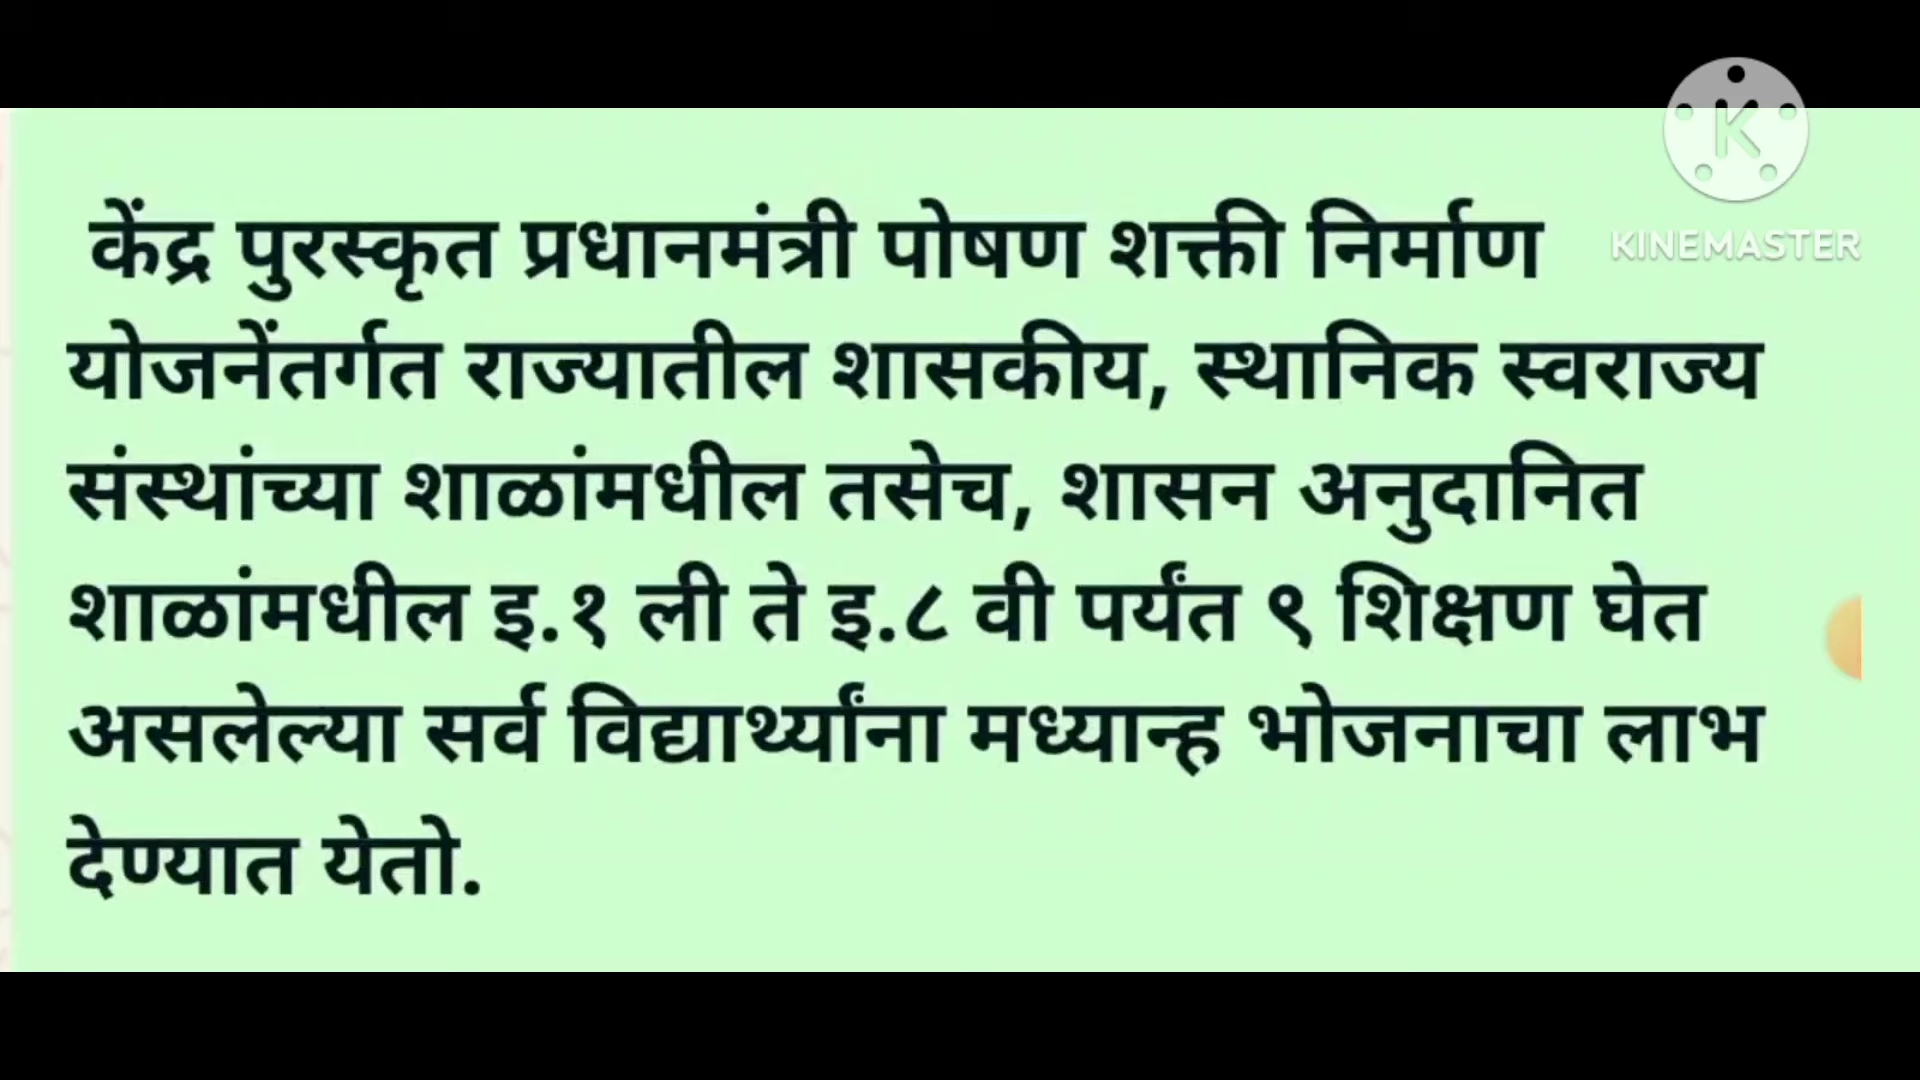 केंद्र पुरस्कृत प्रधानमंत्री पोषण शक्ती निर्माण
योजनेंतर्गत राज्यातील शासकीय, स्थानिक स्वराज्य
संस्थांच्या शाळांमधील तसेच, शासन अनुदानित
शाळांमधील इ.१ ली ते इ.८ वी पर्यंत ९ शिक्षण घेत
असलेल्या सर्व विद्यार्थ्यांना मध्यान्ह भोजनाचा लाभ
देण्यात येतो.
K
KINEMASTER